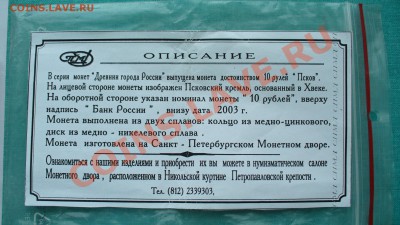 COINS.LAVE.RU
ОПИСАНИЕ
В серии монет "Древния города России" выпущена монета достоинством 10 рублей " Псков".
На лицевой стороне монеты изображен Псковский кремль, основанный в Xвеке.
На оборотной стороне указан номинал монеты " 10 рублей", вверху
надпись " Банк России " , внизу дата 2003 г.
Монета выполнена из двух сплавов: кольцо из медно-цинкового,
диск из медно - никелевого сплава .
Монета изготовлена на Санкт - Петербургском Монетном дворе.
Ознакомиться с нашими изделиями и приобрести их вы можете в нумизматическом салоне
Монетного двора , расположенном в Никольской куртине Петропавловской крепости .
Тел. (812) 2339303,
COINS.LAVE.RU